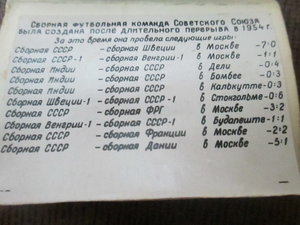 СБОРНАЯ ФУТБОЛЬНАЯ КОМАНДА СОВЕТСКОГО СОЮЗА
БЫЛА СОЗДАНА ПОСЛЕ ДЛИТЕЛЬНОГО ПЕРЕРЫВА В 1954 г.
За это время она провела следующие игры:
Сборная СССР – сборная Швеции в Москве – 7:0
Сборная СССР – сборная Венгрии-1 в Москве – 1:1
Сборная Индии – сборная СССР в Дели – 0:4
Сборная Индии – сборная СССР в Бомбее – 0:3
Сборная Индии – сборная СССР в Калькутте – 0:3
Сборная Швеции-1 – сборная СССР-1 в Стокгольме – 0:6
Сборная СССР – сборная ФРГ в Москве – 3:2
Сборная Венгрии-1 – сборная СССР-1 в Будапеште – 1:1
Сборная СССР – сборная Франции в Москве – 2:2
Сборная СССР – сборная Дании в Москве – 5:1